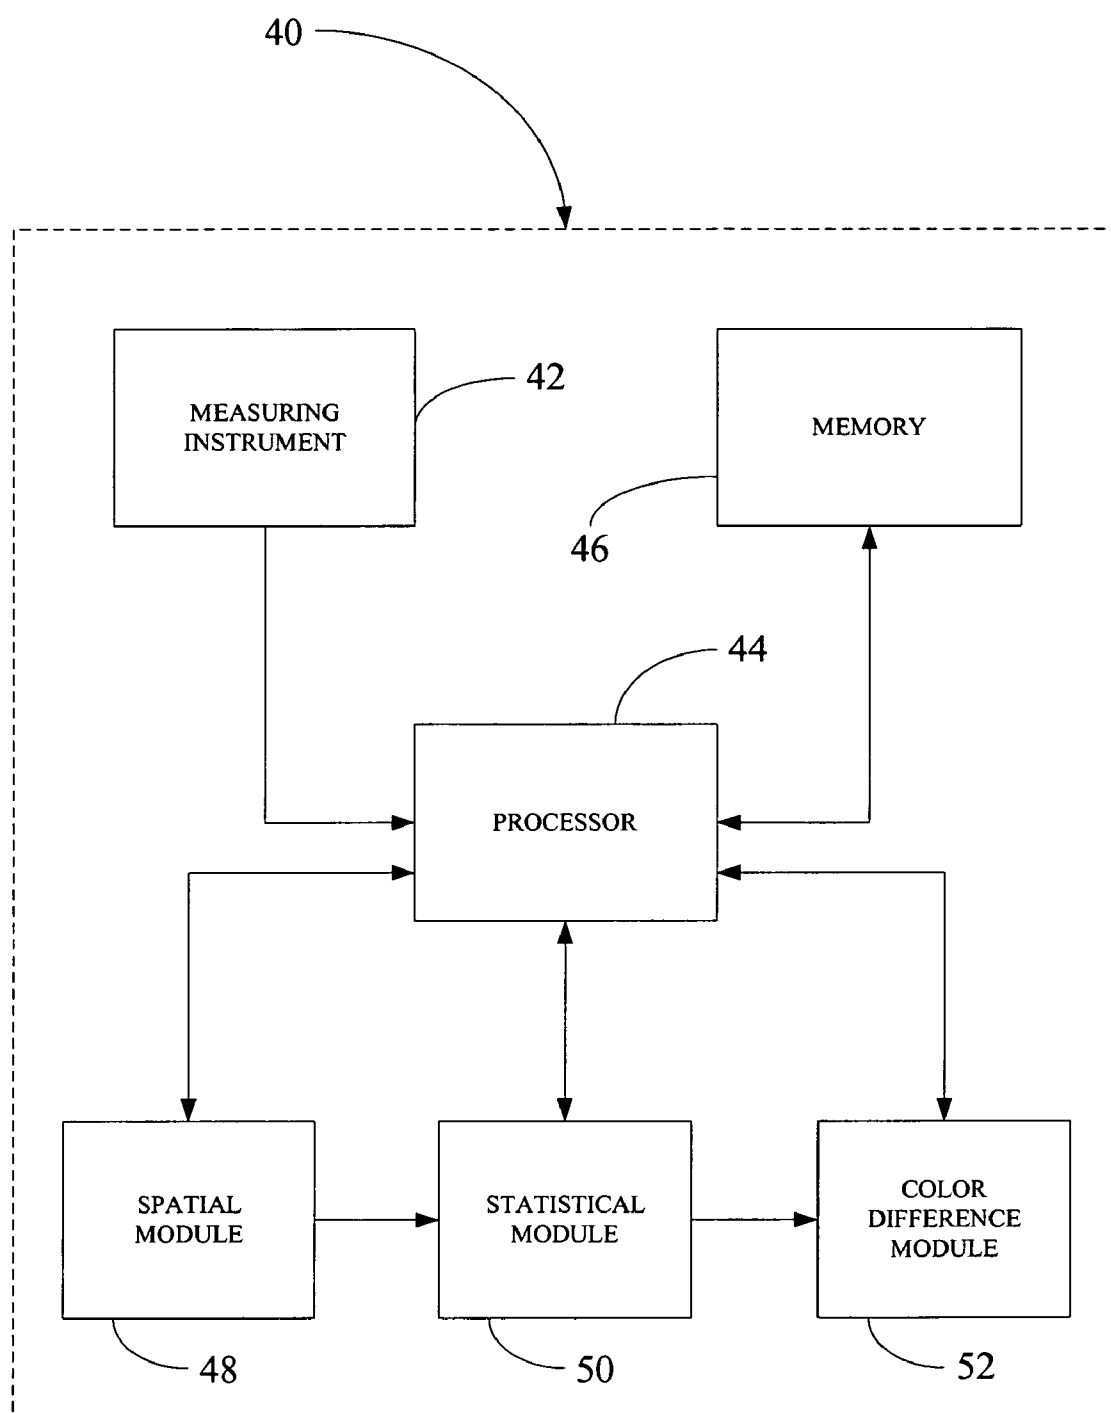 40
MEASURING
INSTRUMENT
42
MEMORY
46
44
PROCESSOR
SPATIAL
MODULE
STATISTICAL
MODULE
COLOR
DIFFERENCE
MODULE
48
50
52